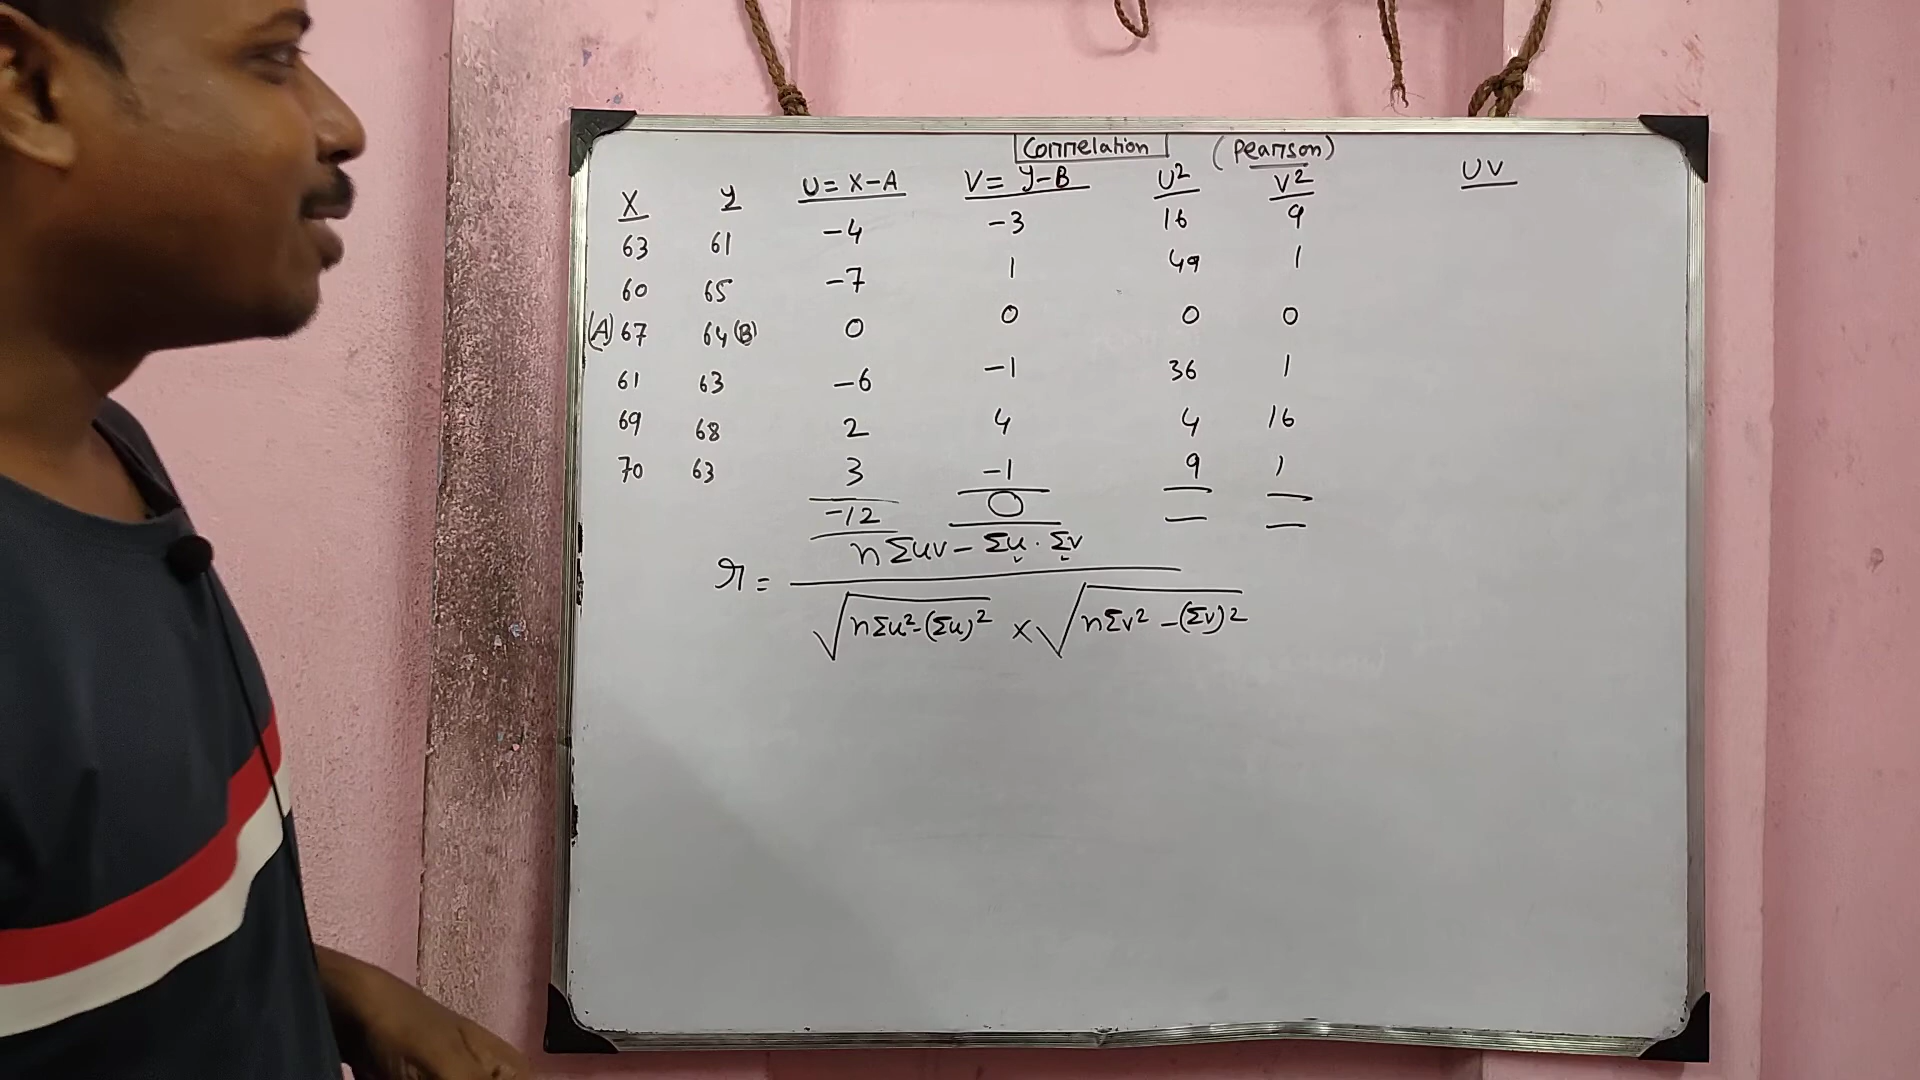 Correlation (Pearson)
X Y U = X-A V = Y-B U² V² UV
63 61 -4 -3 16 9
60 65 -7 1 49 1
(A) 67 64 (B) 0 0 0 0
61 63 -6 -1 36 1
69 68 2 4 4 16
70 63 3 -1 9 1
-12 0
r = n Σuv - Σu · Σv
√nΣu²-(Σu)² × √nΣv² -(Σv)²